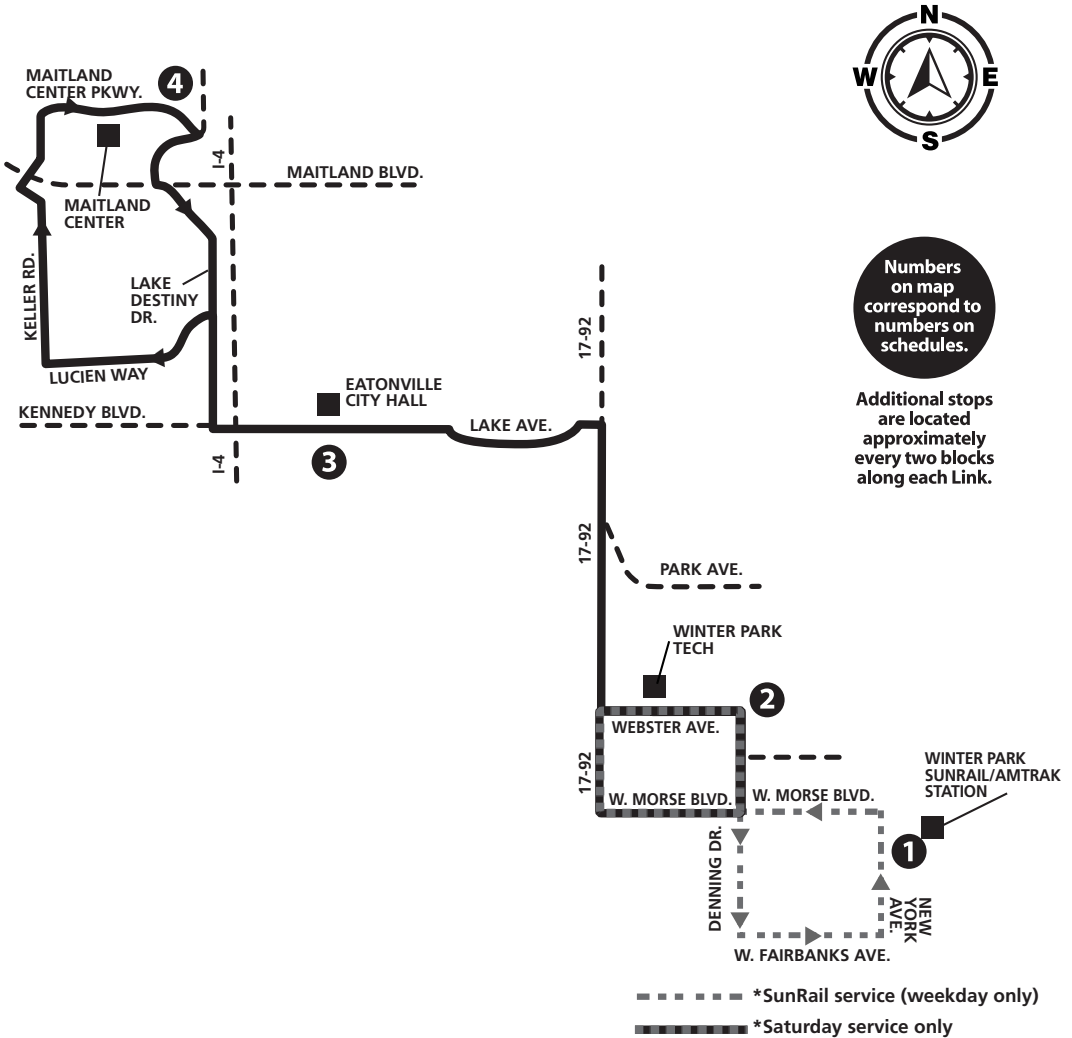 N
W
E
S
MAITLAND
CENTER PKWY.
4
I-4
MAITLAND BLVD.
MAITLAND
CENTER
KELLER RD.
LAKE
DESTINY
DR.
LUCIEN WAY
KENNEDY BLVD.
EATONVILLE
CITY HALL
I-4
3
LAKE AVE.
17-92
Numbers
on map
correspond to
numbers on
schedules.
Additional stops
are located
approximately
every two blocks
along each Link.
17-92
PARK AVE.
WINTER PARK
TECH
2
WEBSTER AVE.
17-92
W. MORSE BLVD.
W. MORSE BLVD.
WINTER PARK
SUNRAIL/AMTRAK
STATION
1
DENNING DR.
NEW
YORK
AVE.
W. FAIRBANKS AVE.
*SunRail service (weekday only)
*Saturday service only